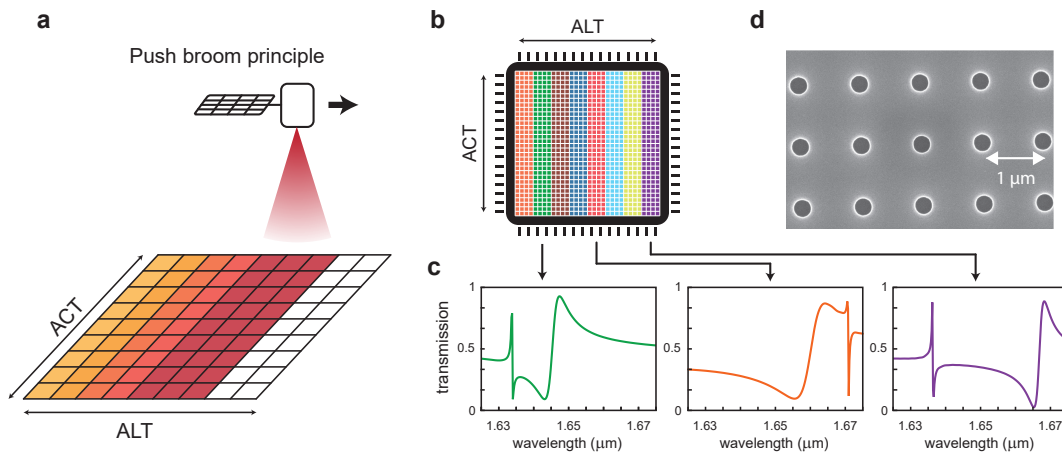 a
Push broom principle
ACT
ALT
b
ALT
ACT
d
1 μm
c
transmission
1
0.5
0
1.63
1.65
1.67
wavelength (μm)
1
0.5
0
1.63
1.65
1.67
wavelength (μm)
1
0.5
0
1.63
1.65
1.67
wavelength (μm)